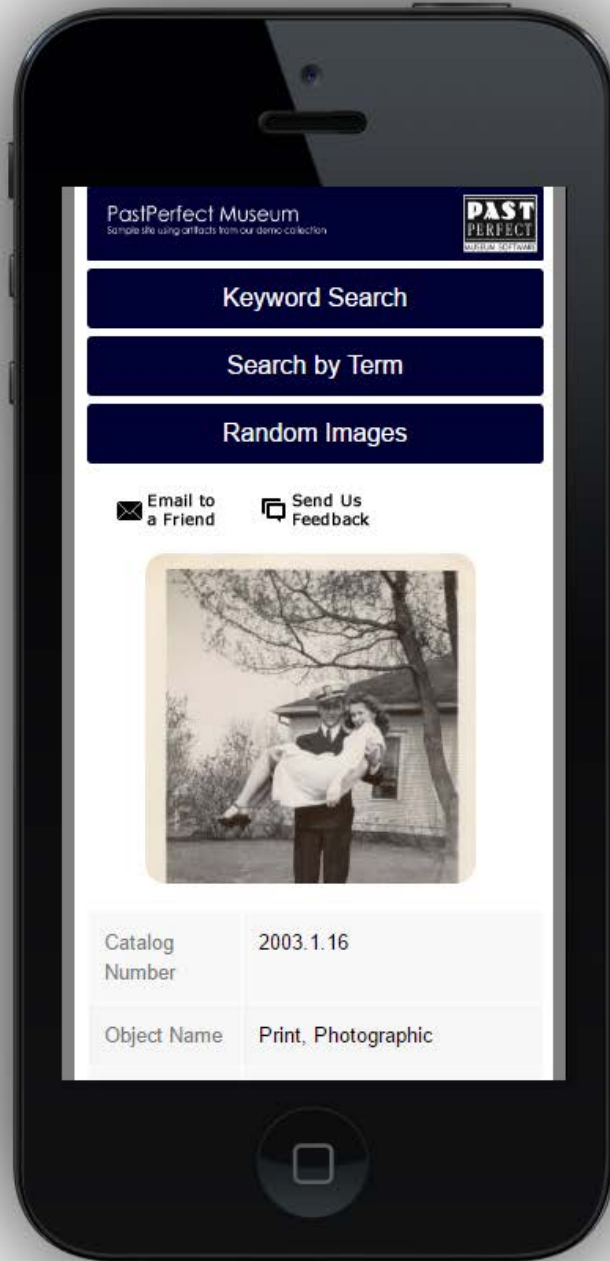 PastPerfect Museum
Sample site using artifacts from our demo collection
PAST
PERFECT
MUSEUM SOFTWARE
Keyword Search
Search by Term
Random Images
Email to
a Friend
Send Us
Feedback
Catalog
Number
2003.1.16
Object Name
Print, Photographic